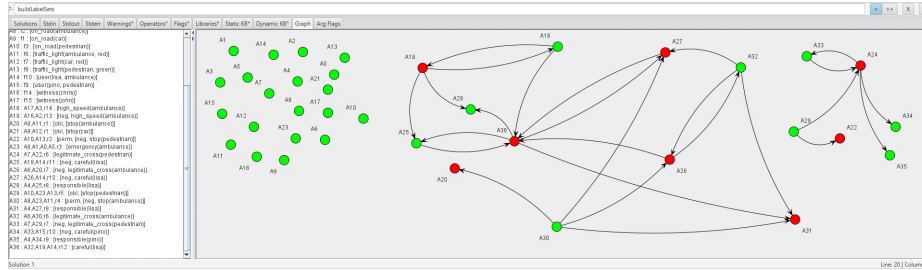 ?- buildLabelSets
> >> X
Solutions Stdin Stdout Stderr Warnings* Operators* Flags* Libraries* Static KB* Dynamic KB* Graph Arg Flags
A8 : f2 : [on_road(ambulance)]
A9 : f1 : [on_road(car)]
A10 : f3 : [on_road(pedestrian)]
A11 : f6 : [traffic_light(ambulance, red)]
A12 : f7 : [traffic_light(car, red)]
A13 : f8 : [traffic_light(pedestrian, green)]
A14 : f10 : [user(lisa, ambulance)]
A15 : f9 : [user(pino, pedestrian)]
A16 : f14 : [witness(chris)]
A17 : f15 : [witness(john)]
A18 : A17,A3,r14 : [high_speed(ambulance)]
A19 : A16,A2,r13 : [neg, high_speed(ambulance)]
A20 : A8,A11,r1 : [obl, [stop(ambulance)]]
A21 : A9,A12,r1 : [obl, [stop(car)]]
A22 : A10,A13,r2 : [perm, [neg, stop(pedestrian)]]
A23 : A8,A1,A0,A5,r3 : [emergency(ambulance)]
A24 : A7,A22,r6 : [legitimate_cross(pedestrian)]
A25 : A18,A14,r11 : [neg, careful(lisa)]
A26 : A6,A20,r7 : [neg, legitimate_cross(ambulance)]
A27 : A26,A14,r10 : [neg, careful(lisa)]
A28 : A4,A25,r8 : [responsible(lisa)]
A29 : A10,A23,A13,r5 : [obl, [stop(pedestrian)]]
A30 : A8,A23,A11,r4 : [perm, [neg, stop(ambulance)]]
A31 : A4,A27,r8 : [responsible(lisa)]
A32 : A6,A30,r6 : [legitimate_cross(ambulance)]
A33 : A7,A29,r7 : [neg, legitimate_cross(pedestrian)]
A34 : A33,A15,r10 : [neg, careful(pino)]
A35 : A4,A34,r9 : [responsible(pino)]
A36 : A32,A19,A14,r12 : [careful(lisa)]
A1
A14
A2
A13
A3
A5
A7
A4
A0
A21
A15
A12
A8
A17
A10
A11
A23
A6
A16
A9
A19
A18
A28
A25
A36
A20
A27
A32
A26
A30
A31
A33
A24
A29
A22
A34
A35
Solution 1
Line: 20 | Column